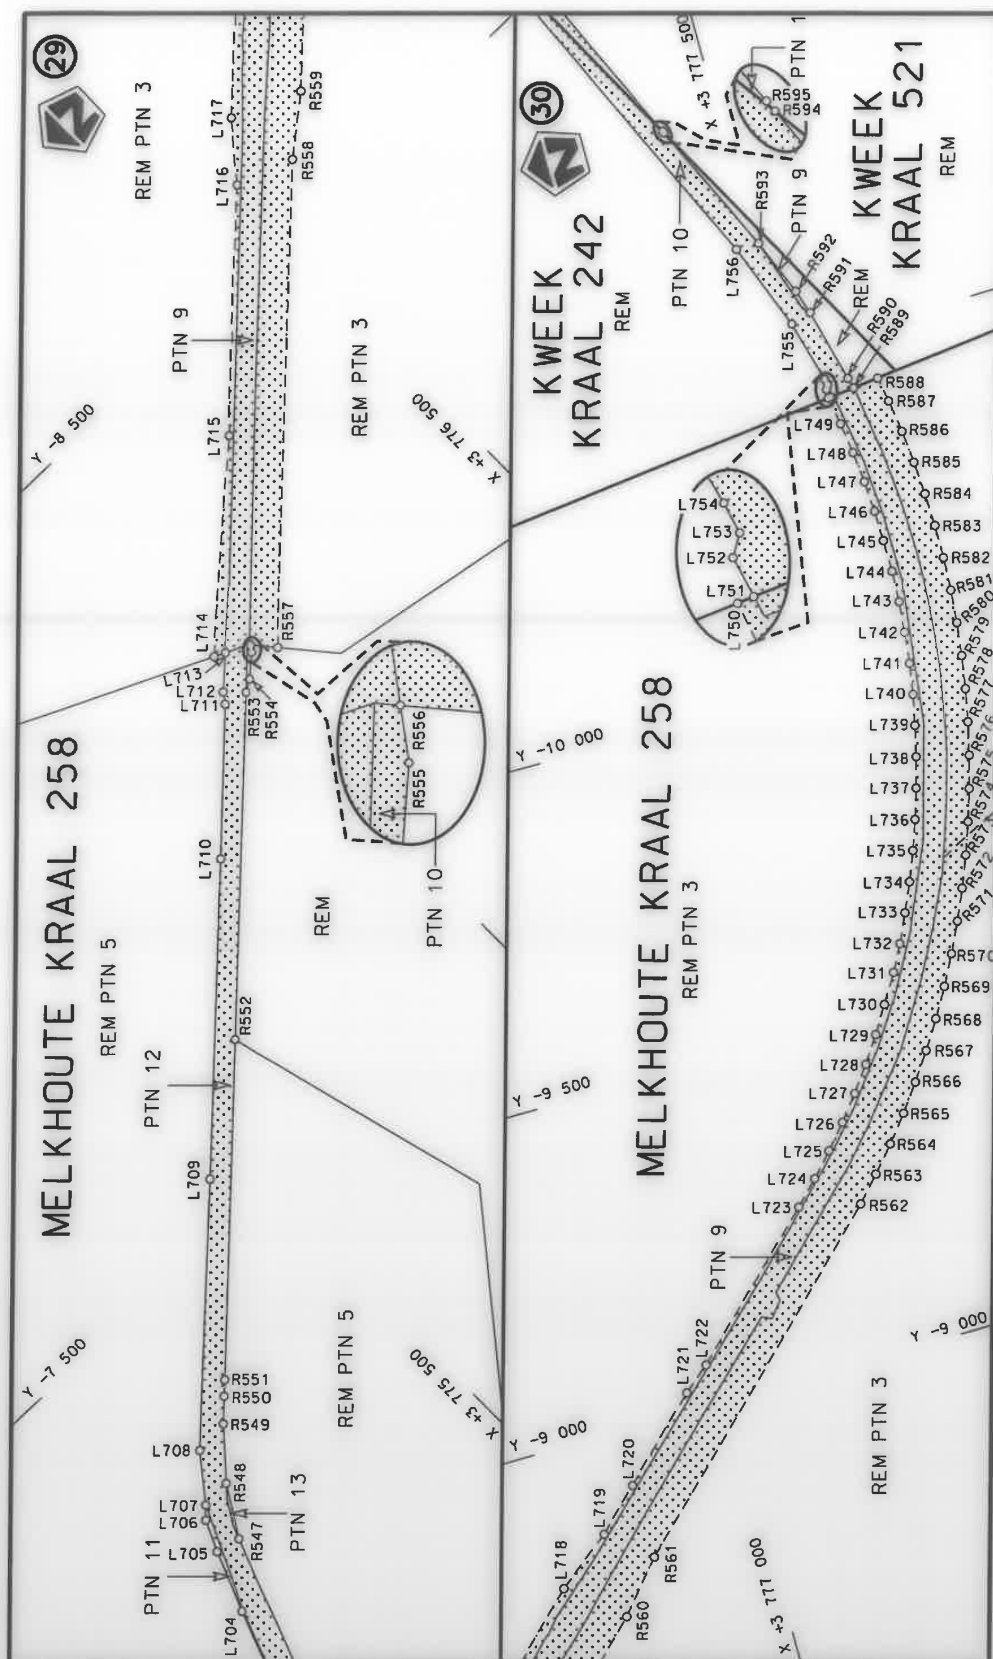 29
N
REM PTN 3
L717
L716
R559
R558
PTN 9
REM PTN 3
Y -8 500
L715
X +3 776 500
L714
L713
L712
L711
R557
R553
R554
R556
R555
PTN 10
MELKHOUTE KRAAL 258
L710
REM
REM PTN 5
R552
PTN 12
L709
REM PTN 5
Y -7 500
X +3 775 500
R551
R550
R549
L708
R548
L707
L706
PTN 13
R547
L705
PTN 11
L704
30
N
X +3 777 500
PTN 1
R595
R594
KWEEK
KRAAL 521
REM
KWEEK
KRAAL 242
REM
PTN 10
R593
PTN 9
L756
R592
R591
REM
L755
R590
R589
R588
R587
R586
R585
R584
R583
R582
R581
R580
R579
R578
R577
R576
R575
R574
R572
R571
R570
R569
R568
R567
R566
R565
R564
R563
R562
L754
L753
L752
L751
L750
L749
L748
L747
L746
L745
L744
L743
L742
L741
L740
L739
L738
L737
L736
L735
L734
L733
L732
L731
L730
L729
L728
L727
L726
L725
L724
L723
Y -10 000
MELKHOUTE KRAAL 258
REM PTN 3
Y -9 500
PTN 9
L722
L721
Y -9 000
Y -9 000
L720
REM PTN 3
L719
L718
R561
R560
X +3 777 000